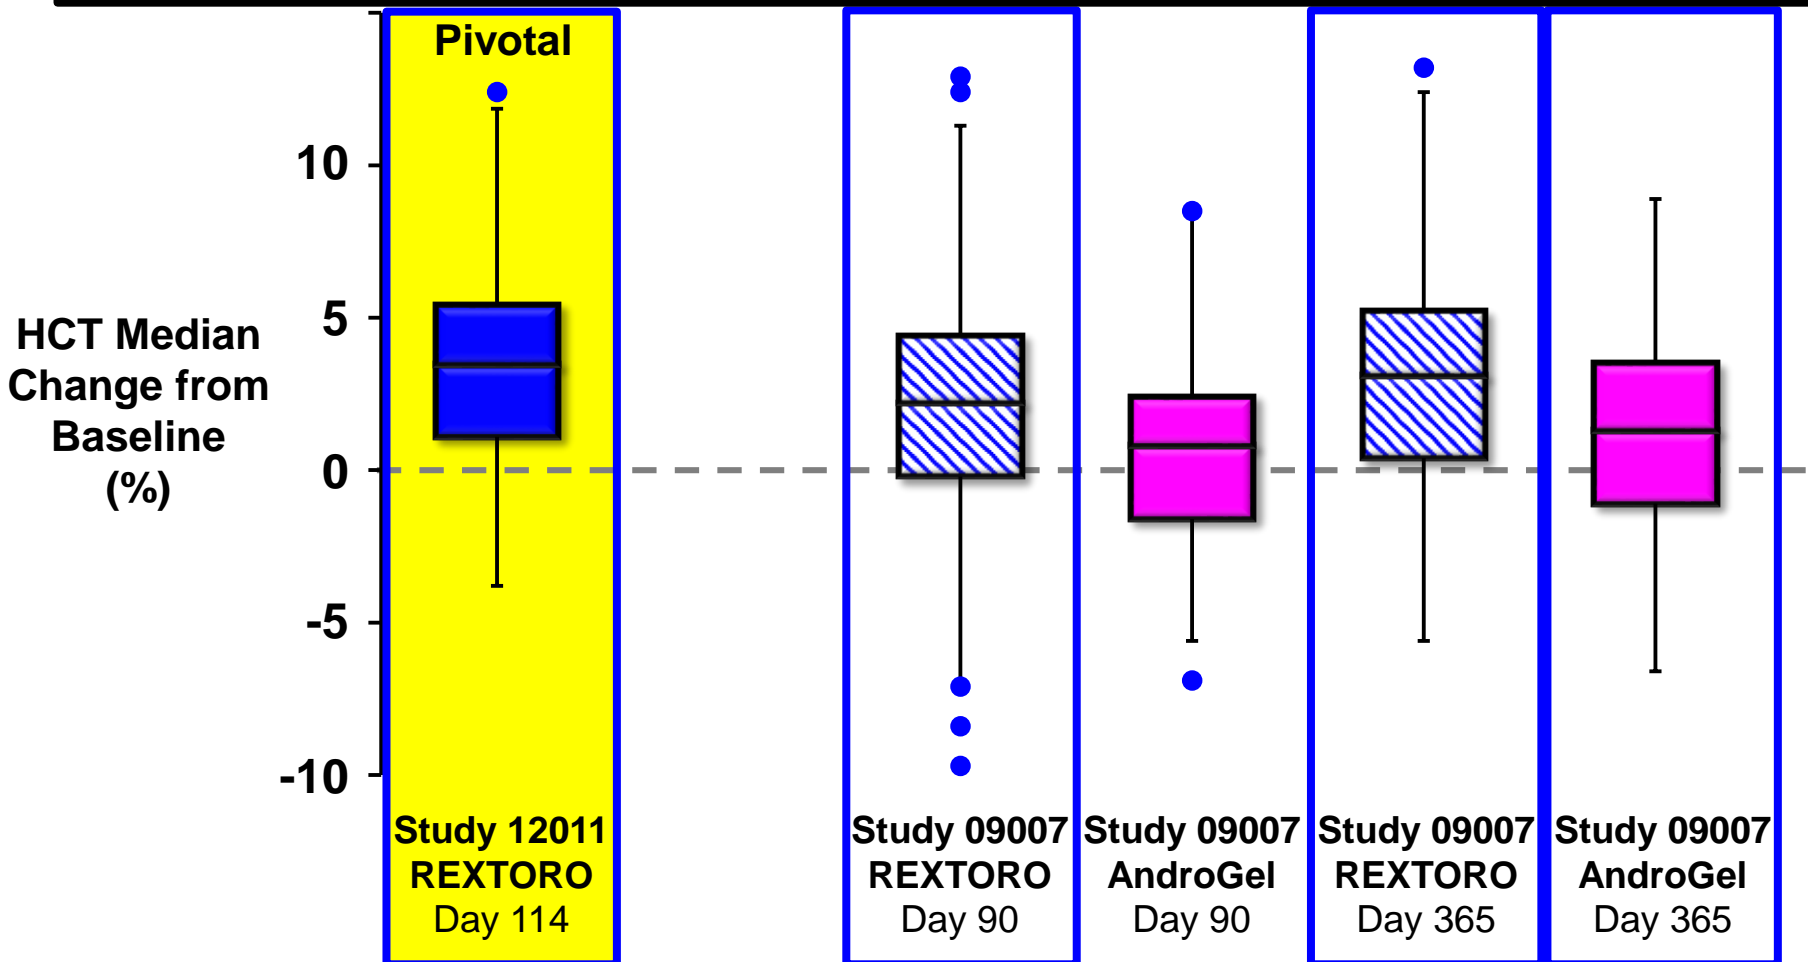 Pivotal
10
5
0
-5
-10
HCT Median
Change from
Baseline
(%)
Study 12011
REXTORO
Day 114
Study 09007
REXTORO
Day 90
Study 09007
AndroGel
Day 90
Study 09007
REXTORO
Day 365
Study 09007
AndroGel
Day 365